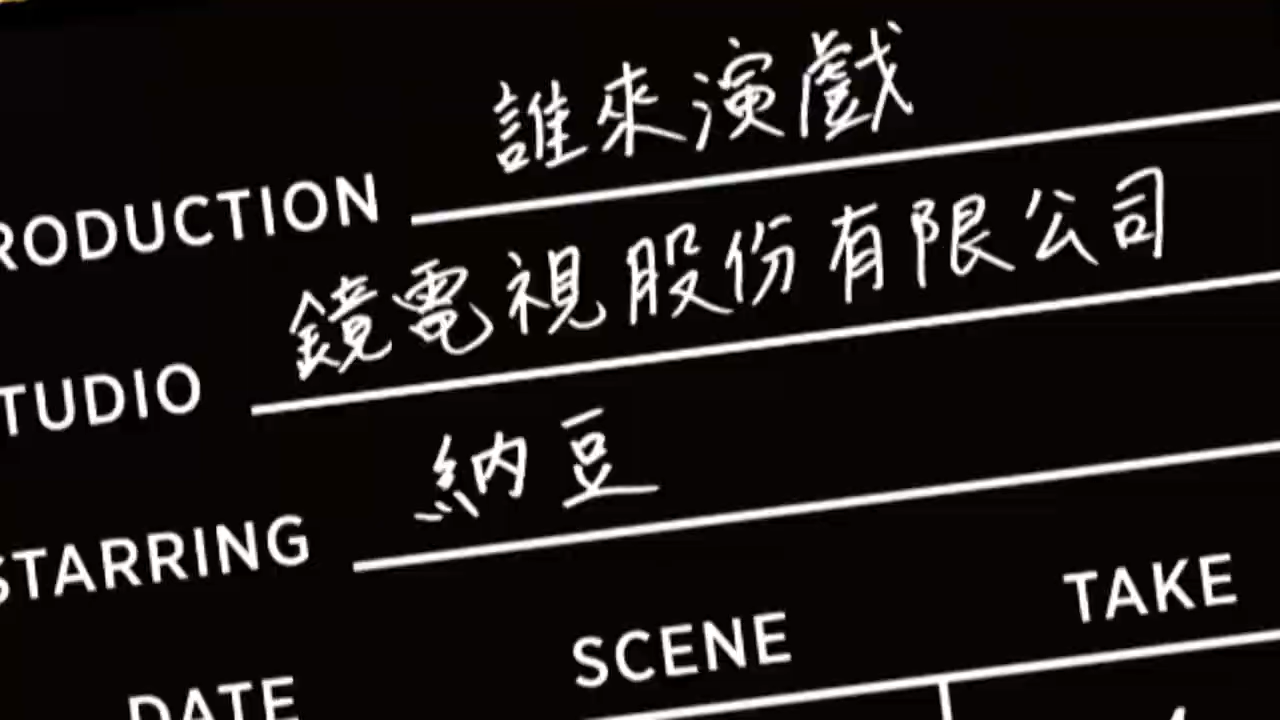 RODUCTION 誰來演戲
TUDIO 鏡電視股份有限公司
STARRING 納豆
DATE SCENE TAKE